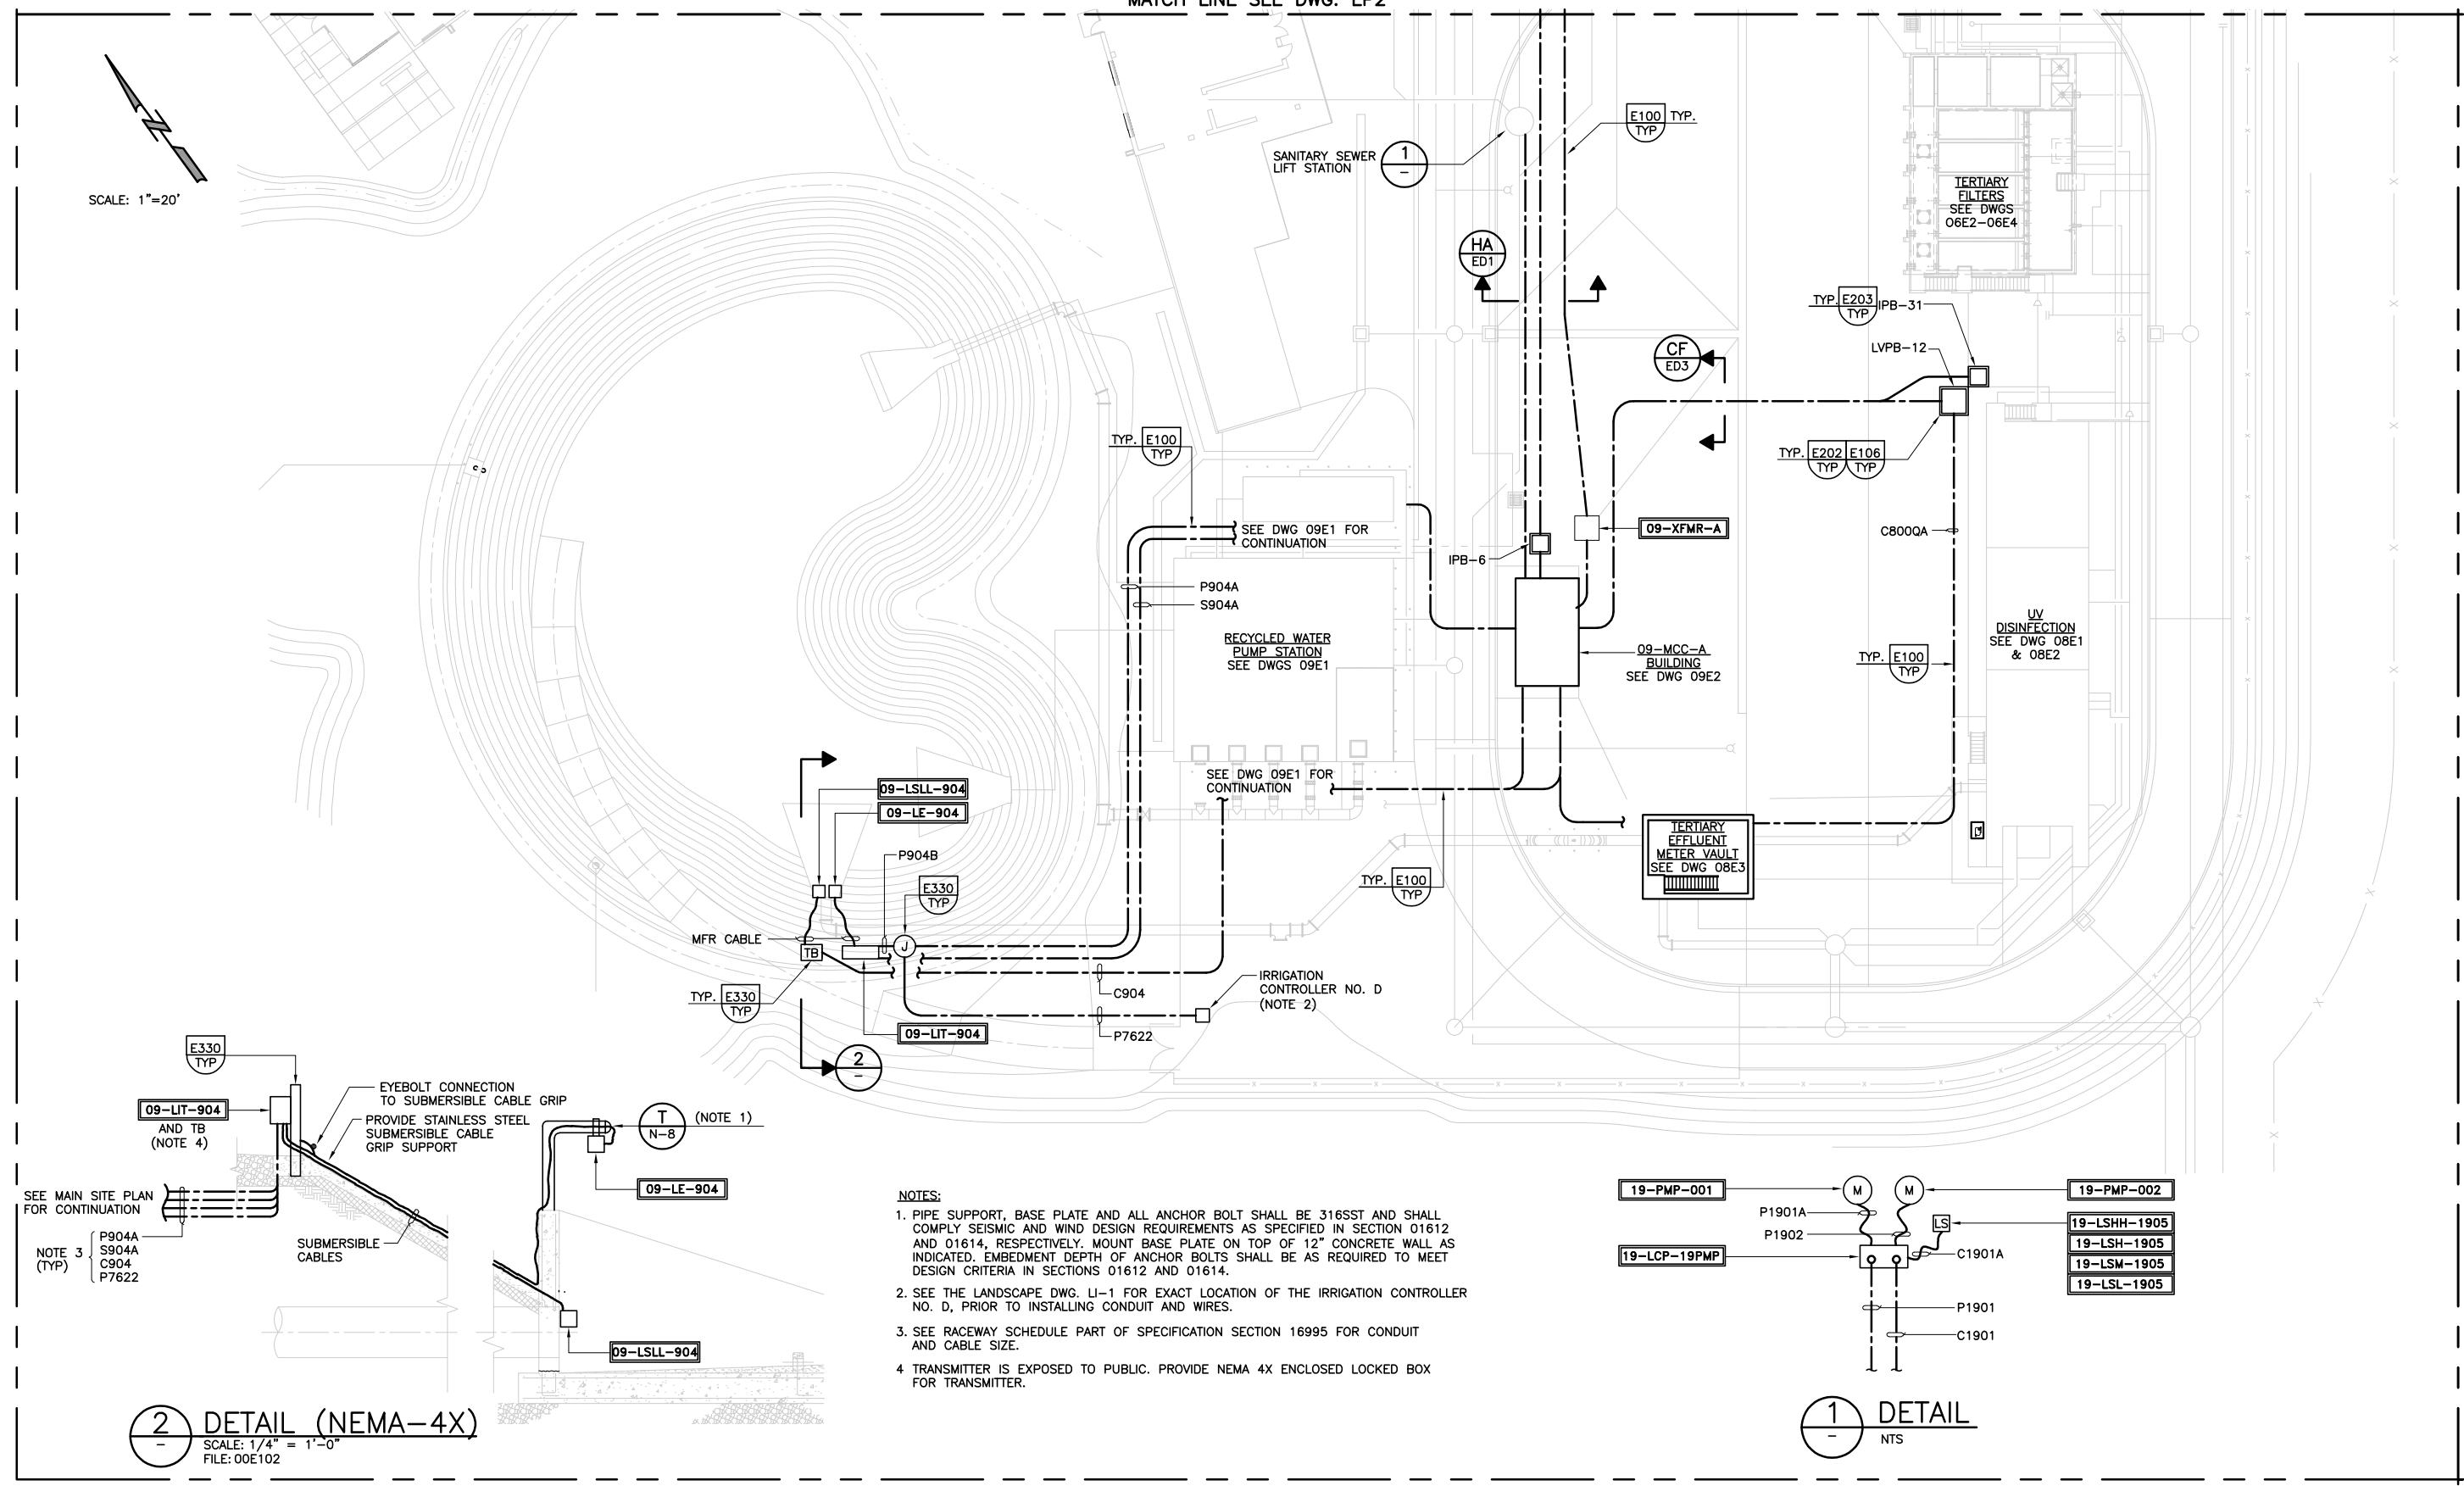 MATCH LINE SEE DWG. EP2
SCALE: 1"=20'
E100 TYP.
TYP
SANITARY SEWER
LIFT STATION
1
-
HA
ED1
TERTIARY
FILTERS
SEE DWGS
06E2-06E4
TYP. E203 IPB-31
TYP
LVPB-12
CF
ED3
TYP. E100
TYP
TYP. E202 E106
TYP TYP
SEE DWG 09E1 FOR
CONTINUATION
09-XFMR-A
C800QA
IPB-6
P904A
S904A
RECYCLED WATER
PUMP STATION
SEE DWGS 09E1
09-MCC-A
BUILDING
SEE DWG 09E2
UV
DISINFECTION
SEE DWG 08E1
& 08E2
TYP. E100
TYP
SEE DWG 09E1 FOR
CONTINUATION
09-LSLL-904
09-LE-904
TERTIARY
EFFLUENT
METER VAULT
SEE DWG 08E3
P904B
E330
TYP
TYP. E100
TYP
MFR CABLE
TB
J
TYP. E330
TYP
C904
IRRIGATION
CONTROLLER NO. D
(NOTE 2)
P7622
09-LIT-904
2
-
E330
TYP
EYEBOLT CONNECTION
TO SUBMERSIBLE CABLE GRIP
09-LIT-904
AND TB
(NOTE 4)
PROVIDE STAINLESS STEEL
SUBMERSIBLE CABLE
GRIP SUPPORT
T
N-8
(NOTE 1)
09-LE-904
SEE MAIN SITE PLAN
FOR CONTINUATION
NOTE 3
(TYP)
P904A
S904A
C904
P7622
SUBMERSIBLE
CABLES
09-LSLL-904
2
-
DETAIL (NEMA-4X)
SCALE: 1/4" = 1'-0"
FILE: 00E102
NOTES:
1. PIPE SUPPORT, BASE PLATE AND ALL ANCHOR BOLT SHALL BE 316SST AND SHALL
COMPLY SEISMIC AND WIND DESIGN REQUIREMENTS AS SPECIFIED IN SECTION 01612
AND 01614, RESPECTIVELY. MOUNT BASE PLATE ON TOP OF 12" CONCRETE WALL AS
INDICATED. EMBEDMENT DEPTH OF ANCHOR BOLTS SHALL BE AS REQUIRED TO MEET
DESIGN CRITERIA IN SECTIONS 01612 AND 01614.
2. SEE THE LANDSCAPE DWG. LI-1 FOR EXACT LOCATION OF THE IRRIGATION CONTROLLER
NO. D, PRIOR TO INSTALLING CONDUIT AND WIRES.
3. SEE RACEWAY SCHEDULE PART OF SPECIFICATION SECTION 16995 FOR CONDUIT
AND CABLE SIZE.
4 TRANSMITTER IS EXPOSED TO PUBLIC. PROVIDE NEMA 4X ENCLOSED LOCKED BOX
FOR TRANSMITTER.
19-PMP-001
M
M
19-PMP-002
P1901A
P1902
LS
19-LSHH-1905
19-LSH-1905
19-LSM-1905
19-LSL-1905
19-LCP-19PMP
C1901A
P1901
C1901
1
-
DETAIL
NTS